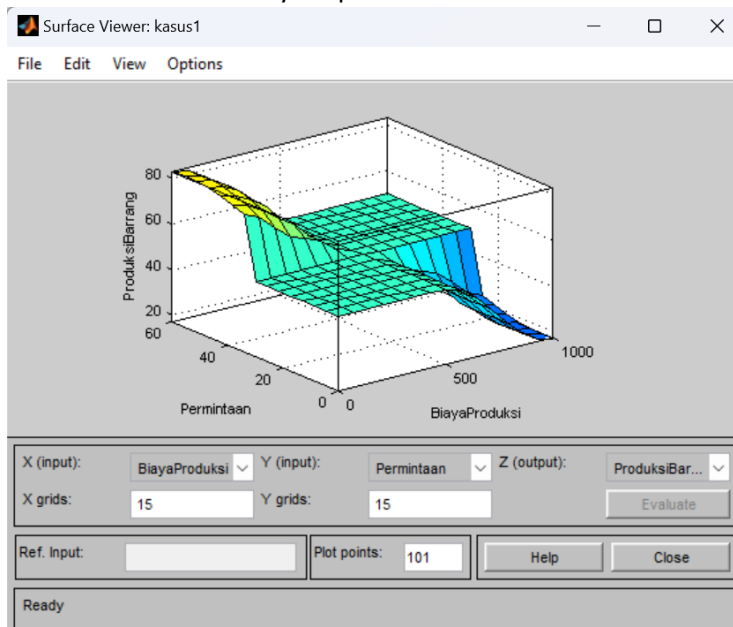 Surface Viewer: kasus1
File Edit View Options
80
60
40
20
ProduksiBarrang
60
40
20
0
Permintaan
0
500
1000
BiayaProduksi
X (input): BiayaProduksi Y (input): Permintaan Z (output): ProduksiBar...
X grids: 15 Y grids: 15 Evaluate
Ref. Input: Plot points: 101 Help Close
Ready